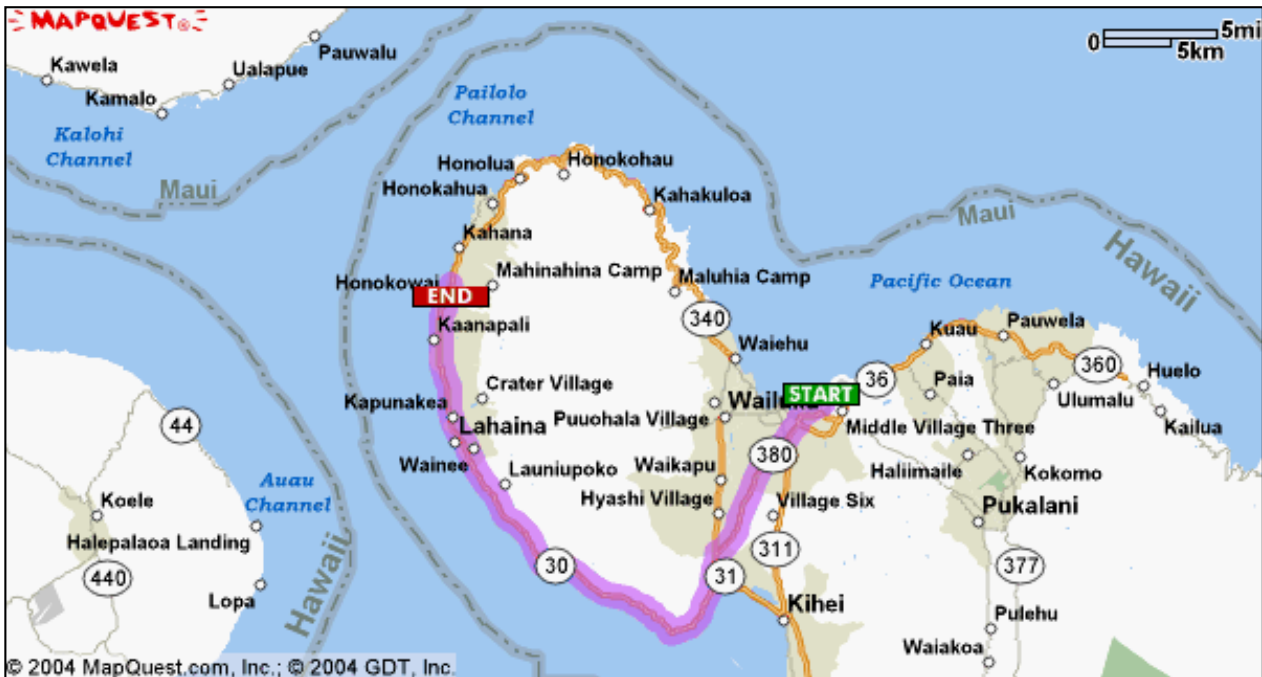 MAPQUEST®
Kawela
Kamalo
Ualapue
Pauwalu
Kalohi
Channel
Maui
Pailolo
Channel
0
5mi
5km
Honolua
Honokohau
Honokahua
Kahakuloa
Kahana
Honokowai
END
Mahinahina Camp
Maluhia Camp
Kaanapali
340
Waiehu
Maui
Hawaii
Pacific Ocean
Kuau
Pauwela
36
360
Huelo
Paia
Ulumalu
Kailua
START
Crater Village
Kapunakea
Puuohala Village
Middle Village Three
Lahaina
Wainee
Launiupoko
Waikapu
380
Haliimaile
Kokomo
Hyashi Village
Village Six
Pukalani
44
Koele
Auau
Channel
Halepalaoa Landing
440
Lopa
Hawaii
30
31
311
Kihei
377
Pulehu
Waiakoa
© 2004 MapQuest.com, Inc.; © 2004 GDT, Inc.